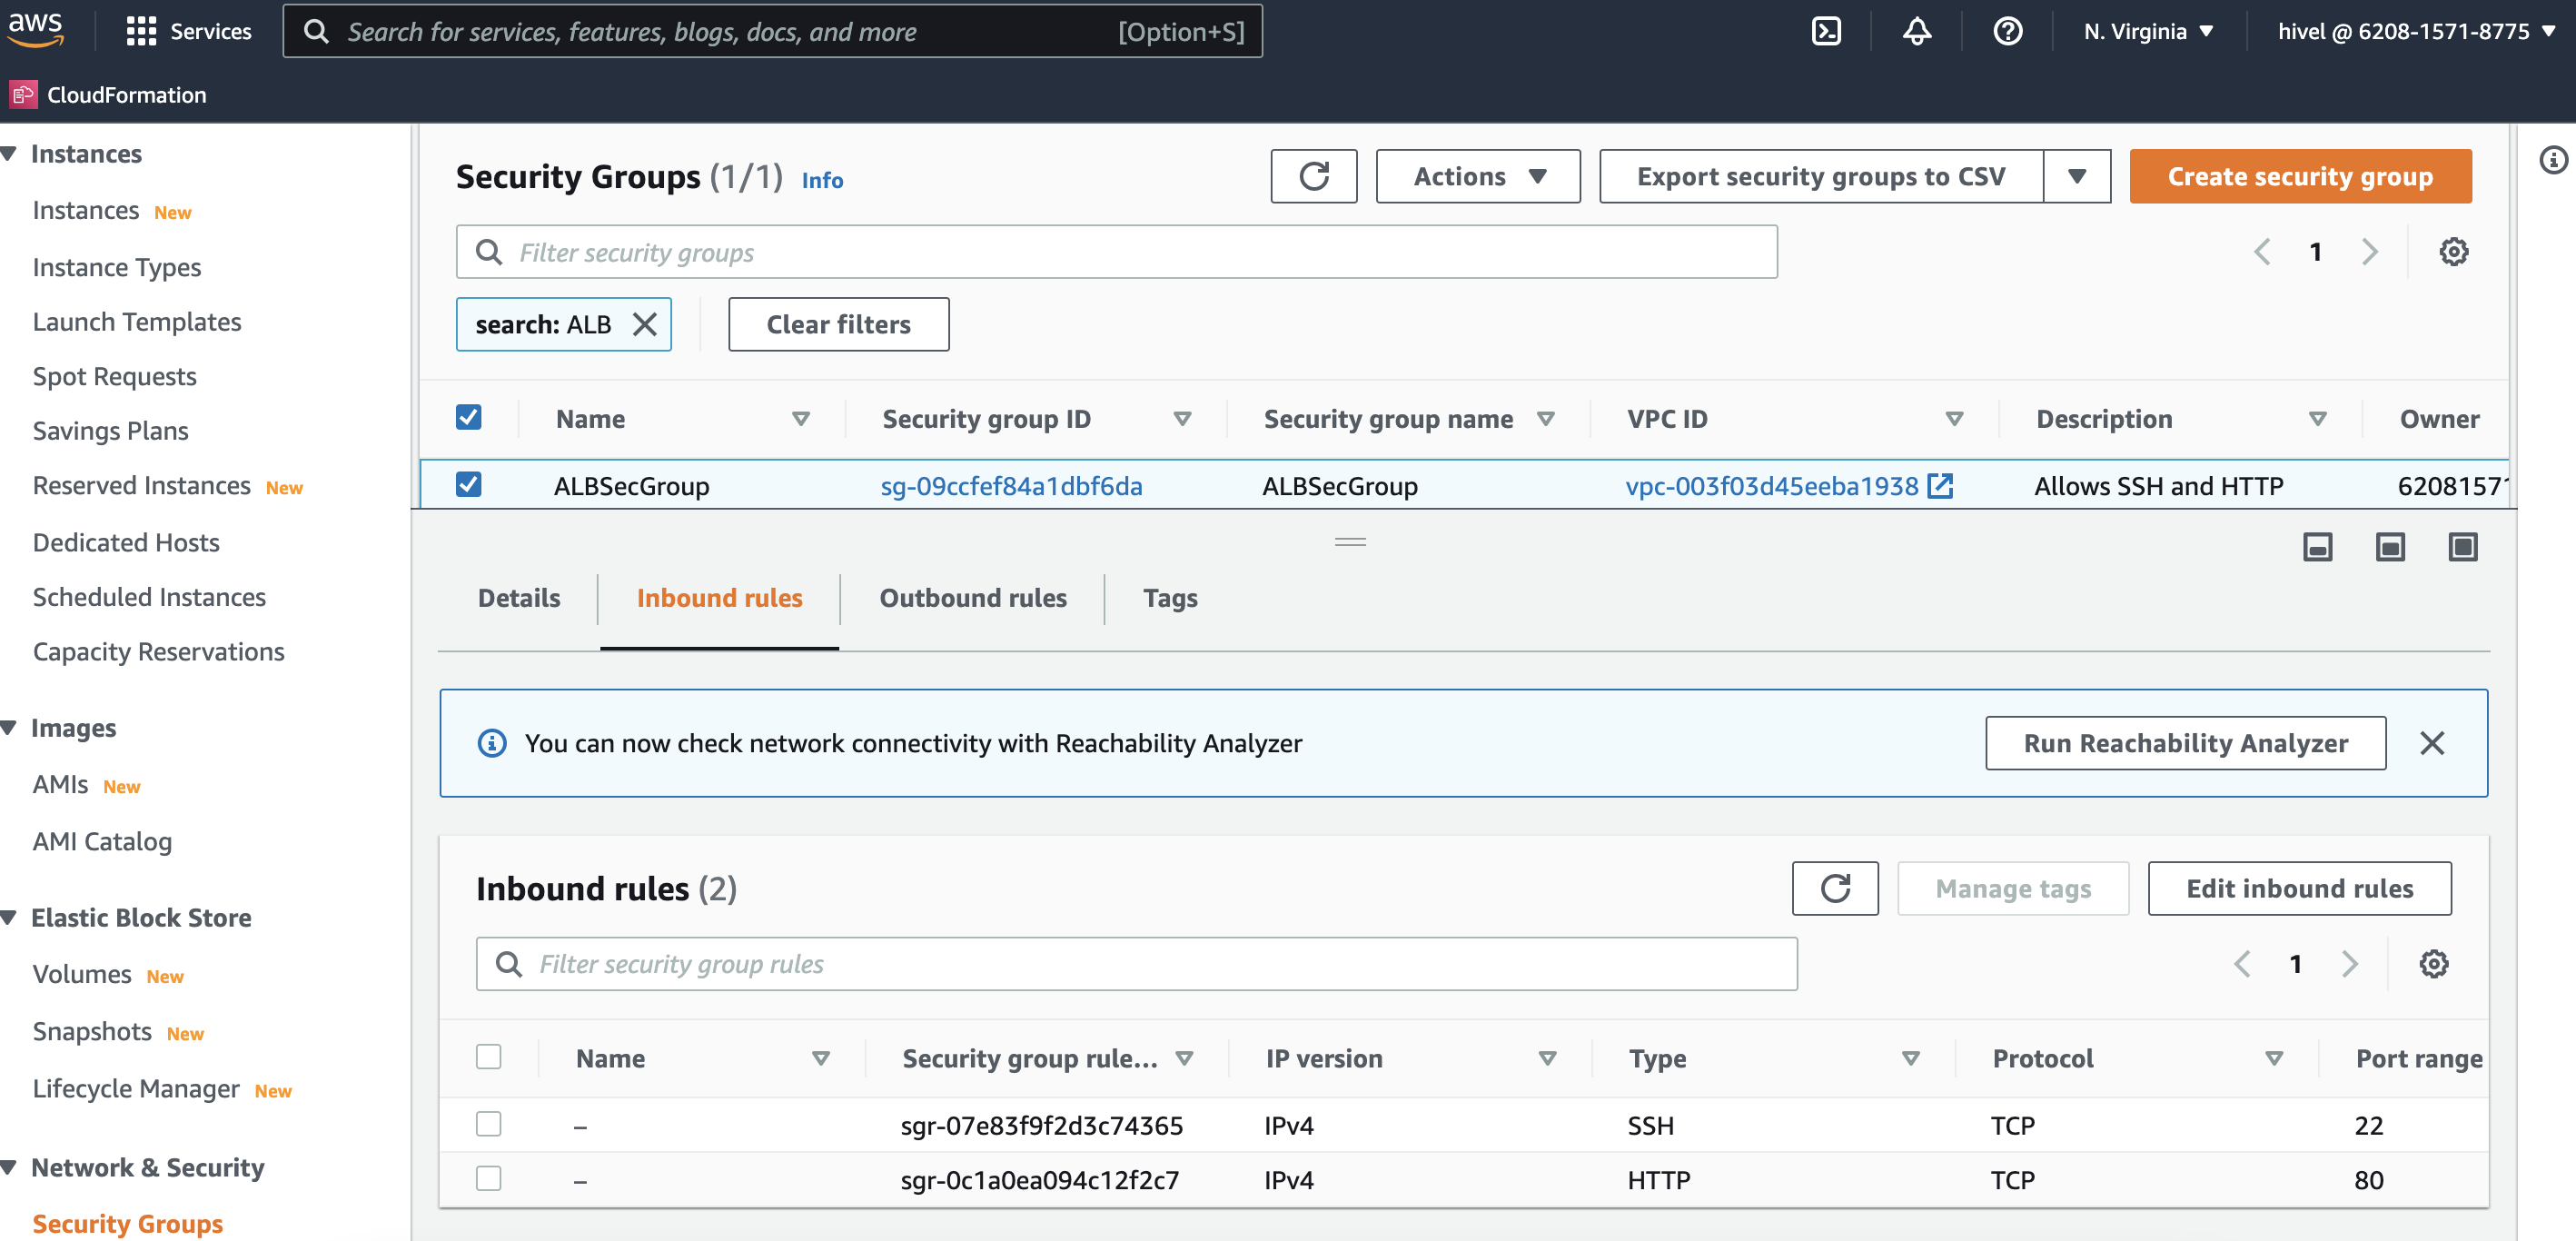 aws
Services
Search for services, features, blogs, docs, and more [Option+S]
N. Virginia
hivel @ 6208-1571-8775
CloudFormation
Instances
Instances New
Instance Types
Launch Templates
Spot Requests
Savings Plans
Reserved Instances New
Dedicated Hosts
Scheduled Instances
Capacity Reservations
Images
AMIs New
AMI Catalog
Elastic Block Store
Volumes New
Snapshots New
Lifecycle Manager New
Network & Security
Security Groups
Security Groups (1/1) Info
Actions
Export security groups to CSV
Create security group
Filter security groups
1
search: ALB
Clear filters
Name Security group ID Security group name VPC ID Description Owner
ALBSecGroup sg-09ccfef84a1dbf6da ALBSecGroup vpc-003f03d45eeba1938 Allows SSH and HTTP 6208157
Details Inbound rules Outbound rules Tags
You can now check network connectivity with Reachability Analyzer
Run Reachability Analyzer
Inbound rules (2)
Manage tags
Edit inbound rules
Filter security group rules
1
Name Security group rule... IP version Type Protocol Port range
– sgr-07e83f9f2d3c74365 IPv4 SSH TCP 22
– sgr-0c1a0ea094c12f2c7 IPv4 HTTP TCP 80